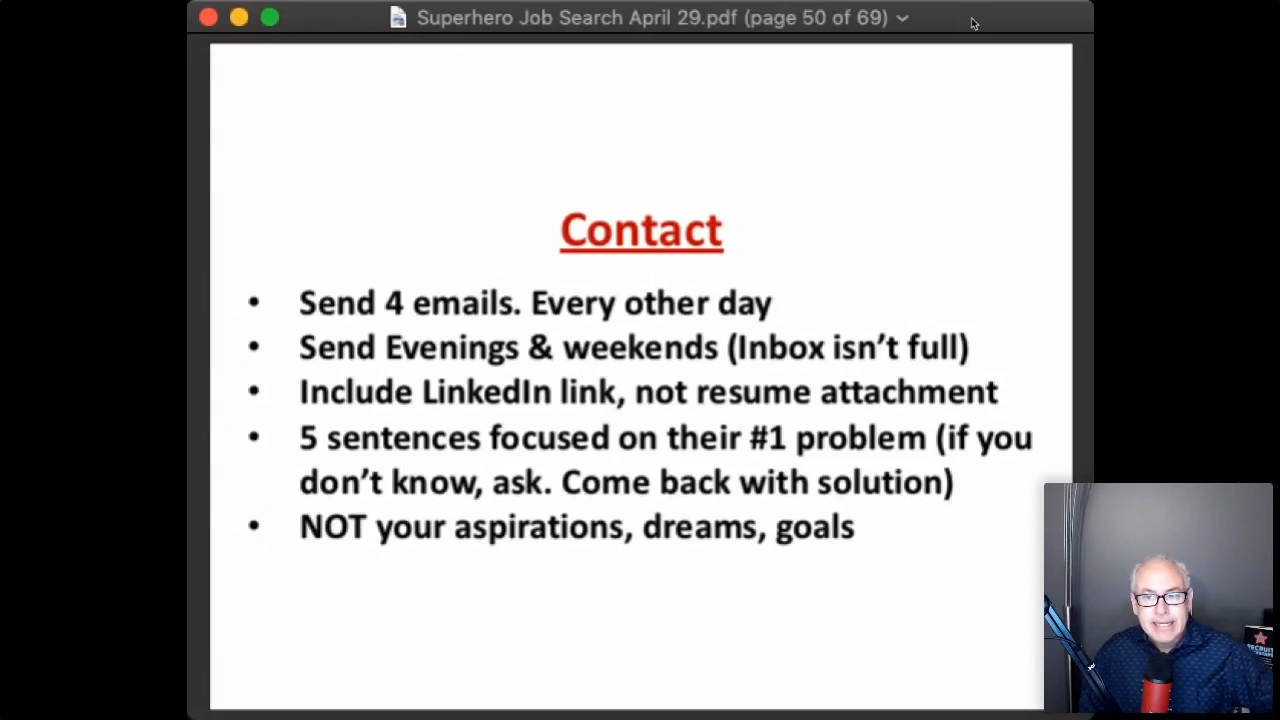 Superhero Job Search April 29.pdf (page 50 of 69)
Contact
• Send 4 emails. Every other day
• Send Evenings & weekends (Inbox isn't full)
• Include LinkedIn link, not resume attachment
• 5 sentences focused on their #1 problem (if you
don't know, ask. Come back with solution)
• NOT your aspirations, dreams, goals